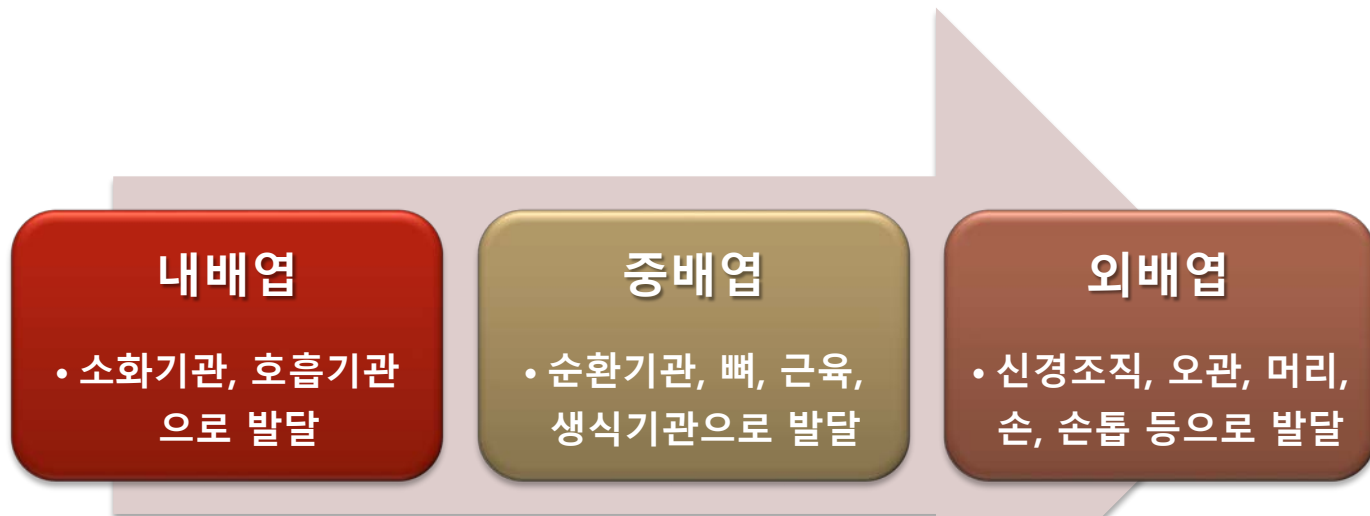 내배엽
• 소화기관, 호흡기관
으로 발달
중배엽
• 순환기관, 뼈, 근육,
생식기관으로 발달
외배엽
• 신경조직, 오관, 머리,
손, 손톱 등으로 발달